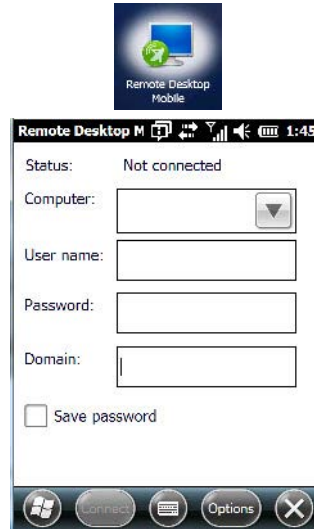 Remote Desktop
Mobile
Remote Desktop M 1:45
Status: Not connected
Computer:
User name:
Password:
Domain:
Save password
Connect Options